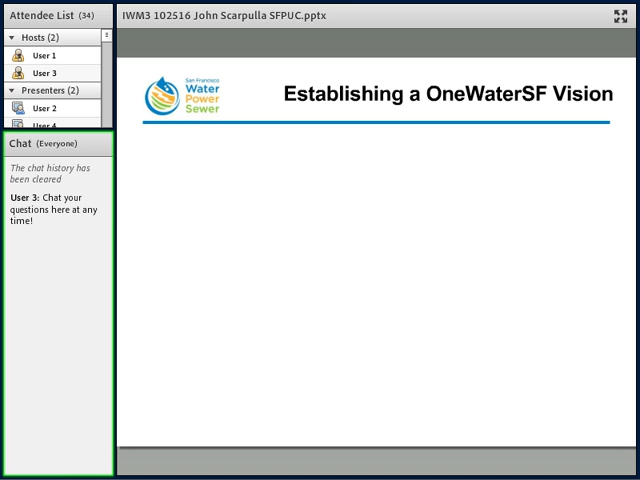 Attendee List (34)
Hosts (2)
User 1
User 3
Presenters (2)
User 2
User 4
Chat (Everyone)
The chat history has
been cleared
User 3: Chat your
questions here at any
time!
IWM3 102516 John Scarpulla SFPUC.pptx
San Francisco
Water
Power
Sewer
Establishing a OneWaterSF Vision